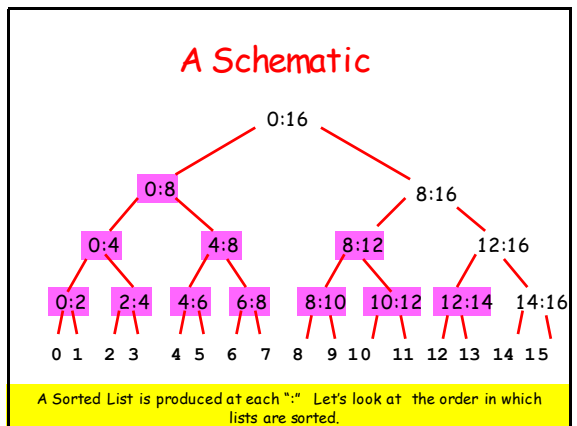 A Schematic
0:16
0:8 8:16
0:4 4:8 8:12 12:16
0:2 2:4 4:6 6:8 8:10 10:12 12:14 14:16
0 1 2 3 4 5 6 7 8 9 10 11 12 13 14 15
A Sorted List is produced at each “:” Let’s look at the order in which
lists are sorted.